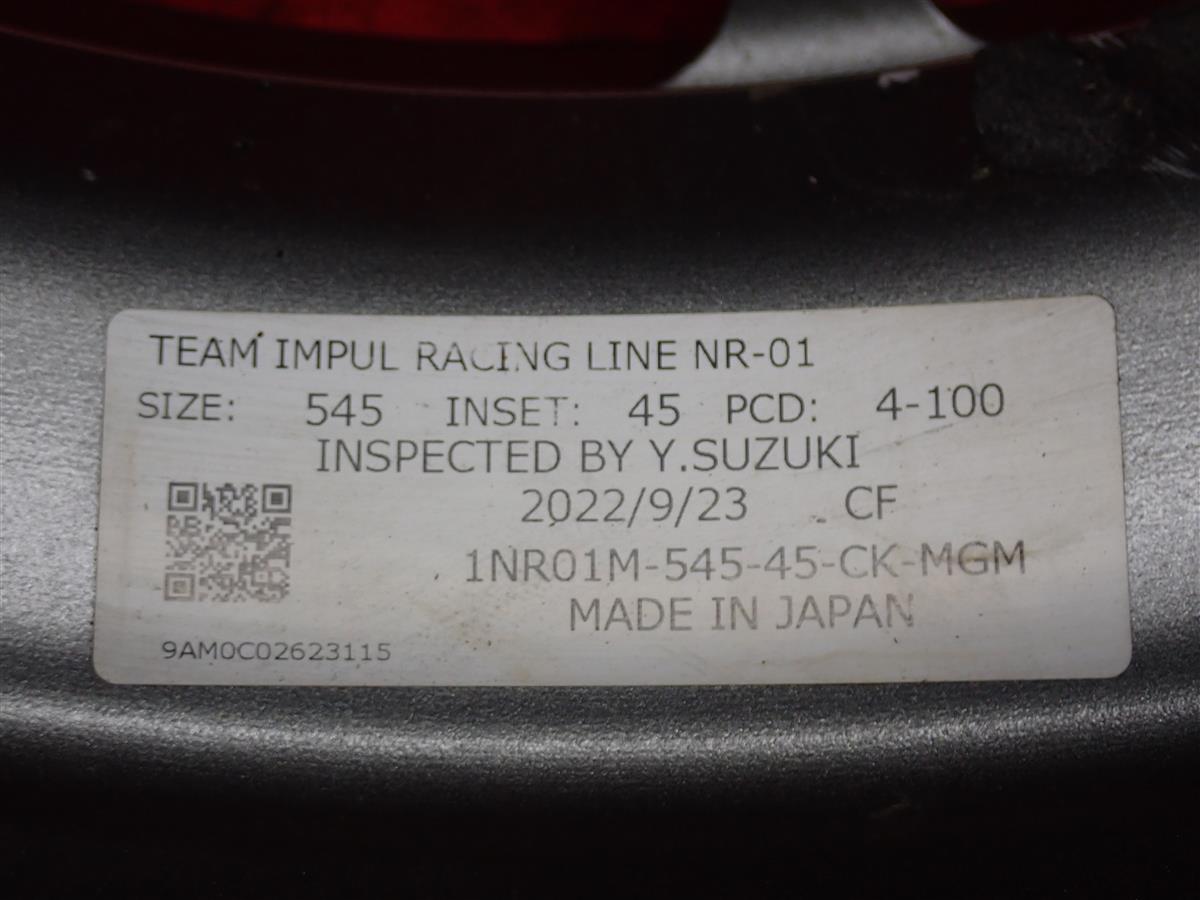 TEAM IMPUL RACING LINE NR-01
SIZE: 545 INSET: 45 PCD: 4-100
INSPECTED BY Y.SUZUKI
2022/9/23 CF
1NR01M-545-45-CK-MGM
MADE IN JAPAN
9AM0C02623115